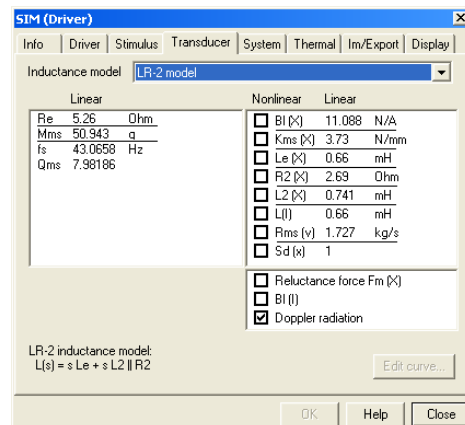 SIM (Driver)
Info Driver Stimulus Transducer System Thermal Im/Export Display
Inductance model LR-2 model
Linear
Re 5.26 Ohm
Mms 50.943 g
fs 43.0658 Hz
Qms 7.98186
Nonlinear Linear
Bl (X) 11.088 N/A
Kms (X) 3.73 N/mm
Le (X) 0.66 mH
R2 (X) 2.69 Ohm
L2 (X) 0.741 mH
L(I) 0.66 mH
Rms (v) 1.727 kg/s
Sd (x) 1
Reluctance force Fm (X)
Bl (I)
Doppler radiation
LR-2 inductance model:
L(s) = s Le + s L2 || R2
Edit curve...
OK Help Close